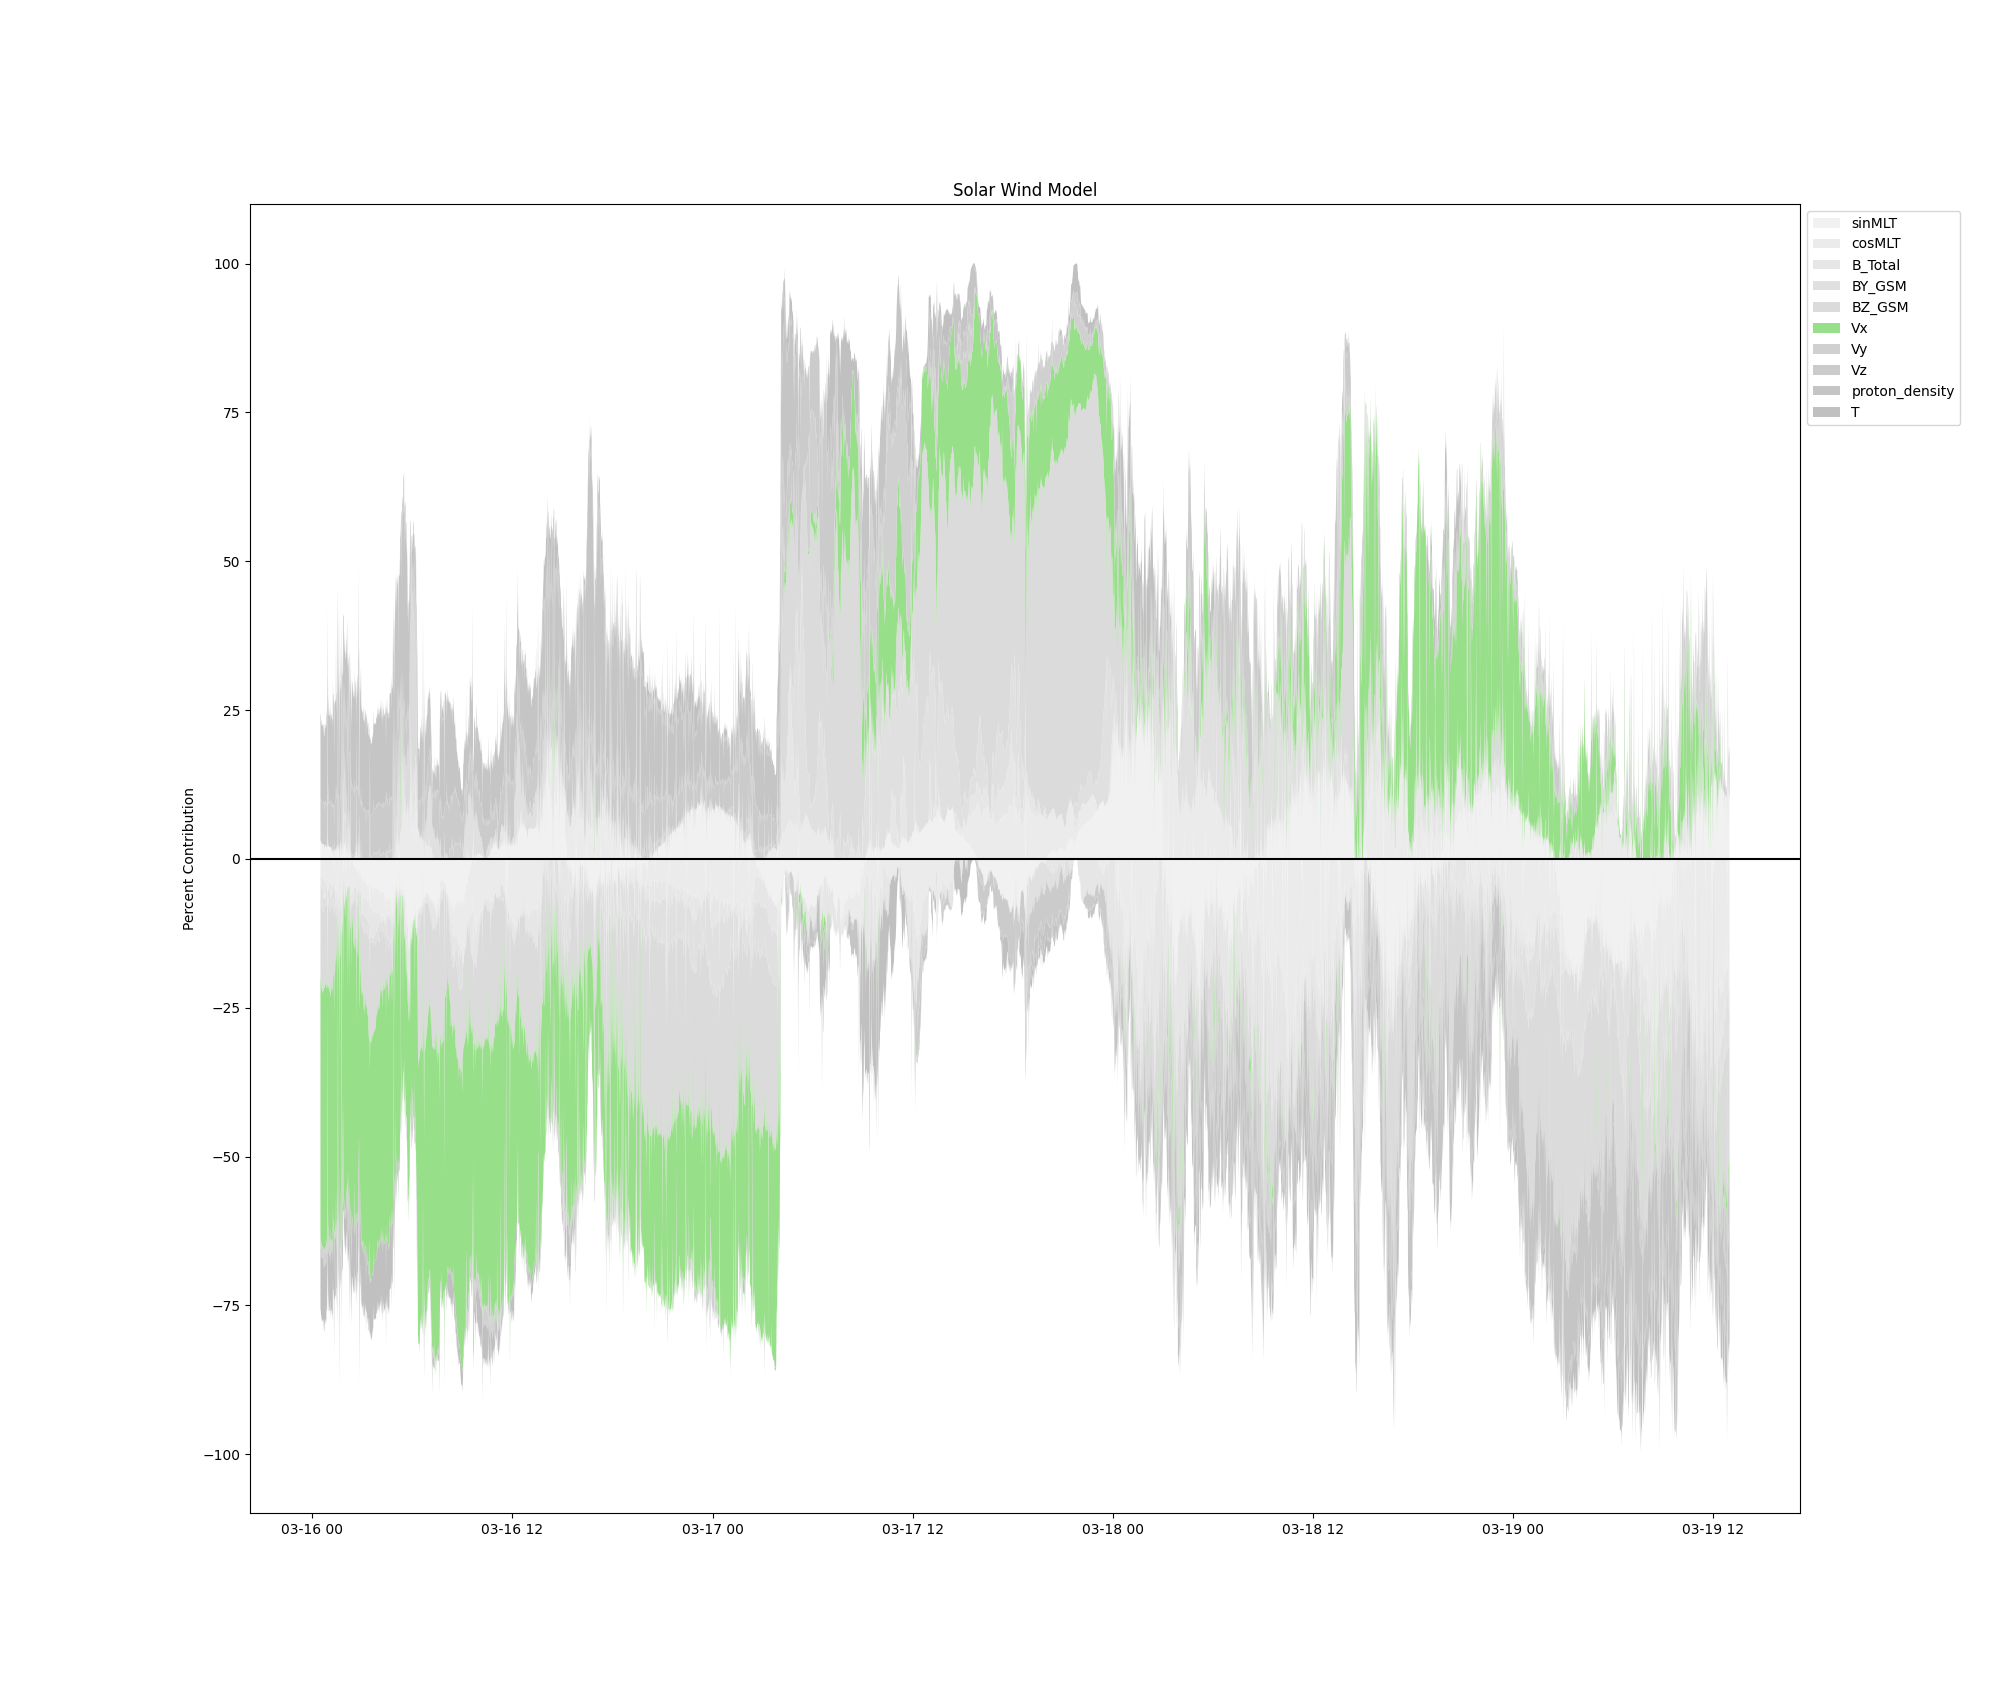 Solar Wind Model
sinMLT
cosMLT
B_Total
BY_GSM
BZ_GSM
Vx
Vy
Vz
proton_density
T
Percent Contribution
100
75
50
25
0
−25
−50
−75
−100
03-16 00
03-16 12
03-17 00
03-17 12
03-18 00
03-18 12
03-19 00
03-19 12